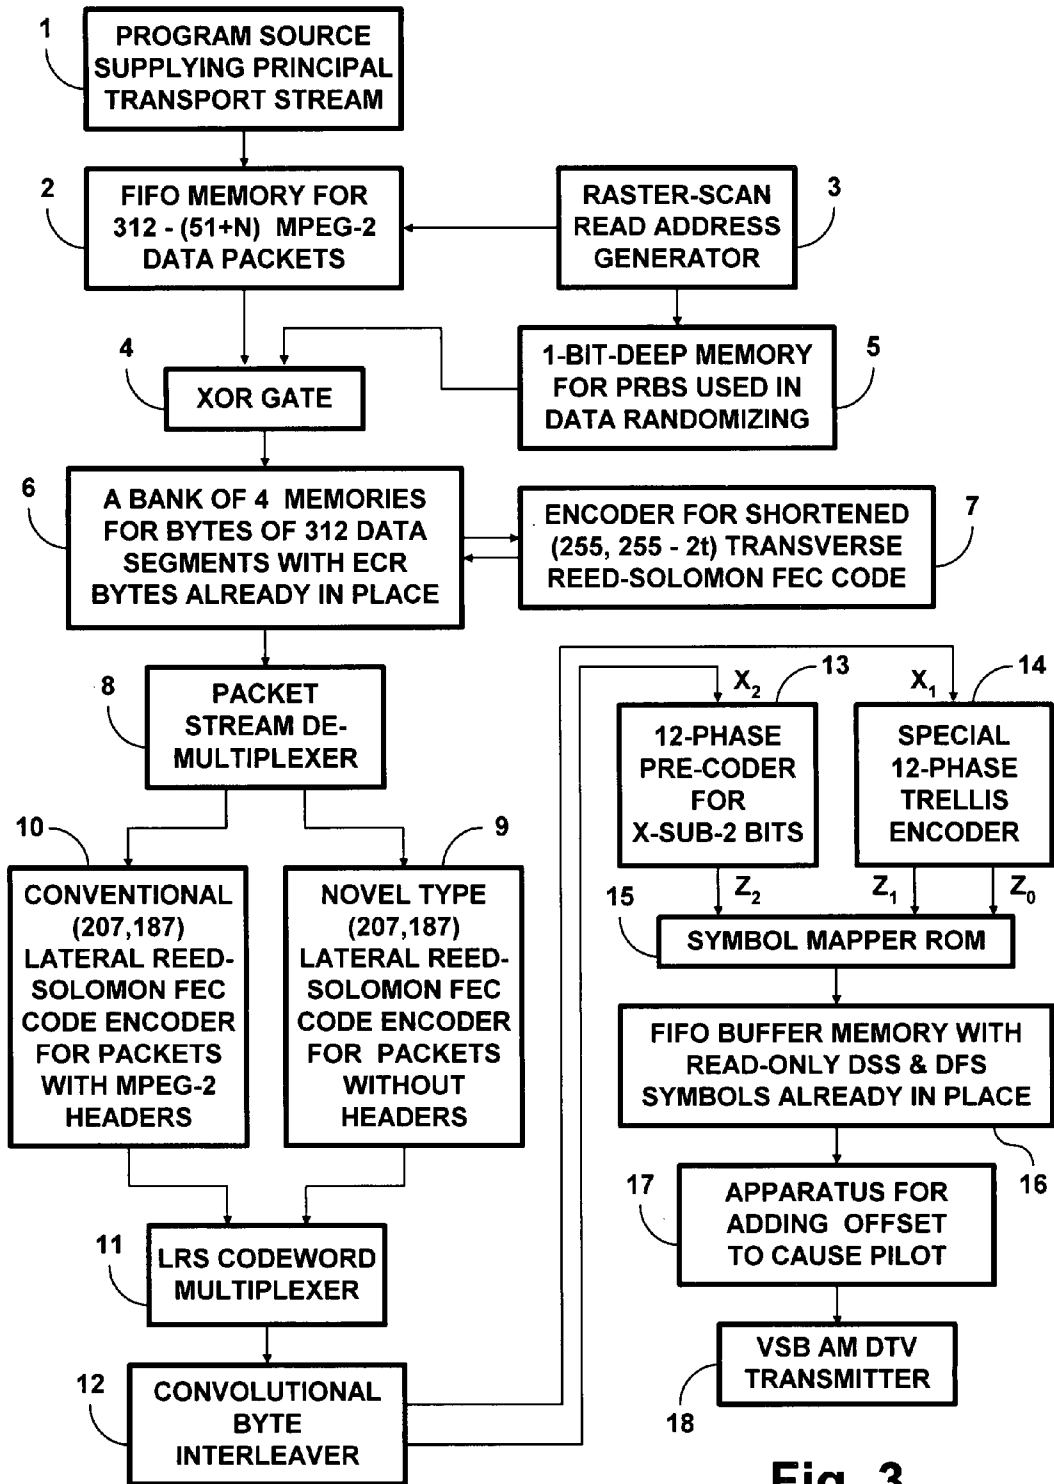 1
PROGRAM SOURCE
SUPPLYING PRINCIPAL
TRANSPORT STREAM
2
FIFO MEMORY FOR
312 - (51+N) MPEG-2
DATA PACKETS
RASTER-SCAN
READ ADDRESS
GENERATOR
3
4
XOR GATE
1-BIT-DEEP MEMORY
FOR PRBS USED IN
DATA RANDOMIZING
5
6
A BANK OF 4 MEMORIES
FOR BYTES OF 312 DATA
SEGMENTS WITH ECR
BYTES ALREADY IN PLACE
ENCODER FOR SHORTENED
(255, 255 - 2t) TRANSVERSE
REED-SOLOMON FEC CODE
7
8
PACKET
STREAM DE-
MULTIPLEXER
10
CONVENTIONAL
(207,187)
LATERAL REED-
SOLOMON FEC
CODE ENCODER
FOR PACKETS
WITH MPEG-2
HEADERS
9
NOVEL TYPE
(207,187)
LATERAL REED-
SOLOMON FEC
CODE ENCODER
FOR PACKETS
WITHOUT
HEADERS
11
LRS CODEWORD
MULTIPLEXER
12
CONVOLUTIONAL
BYTE
INTERLEAVER
X2
13
12-PHASE
PRE-CODER
FOR
X-SUB-2 BITS
X1
14
SPECIAL
12-PHASE
TRELLIS
ENCODER
Z2
Z1
Z0
15
SYMBOL MAPPER ROM
FIFO BUFFER MEMORY WITH
READ-ONLY DSS & DFS
SYMBOLS ALREADY IN PLACE
16
17
APPARATUS FOR
ADDING OFFSET
TO CAUSE PILOT
VSB AM DTV
TRANSMITTER
18
Fig. 3